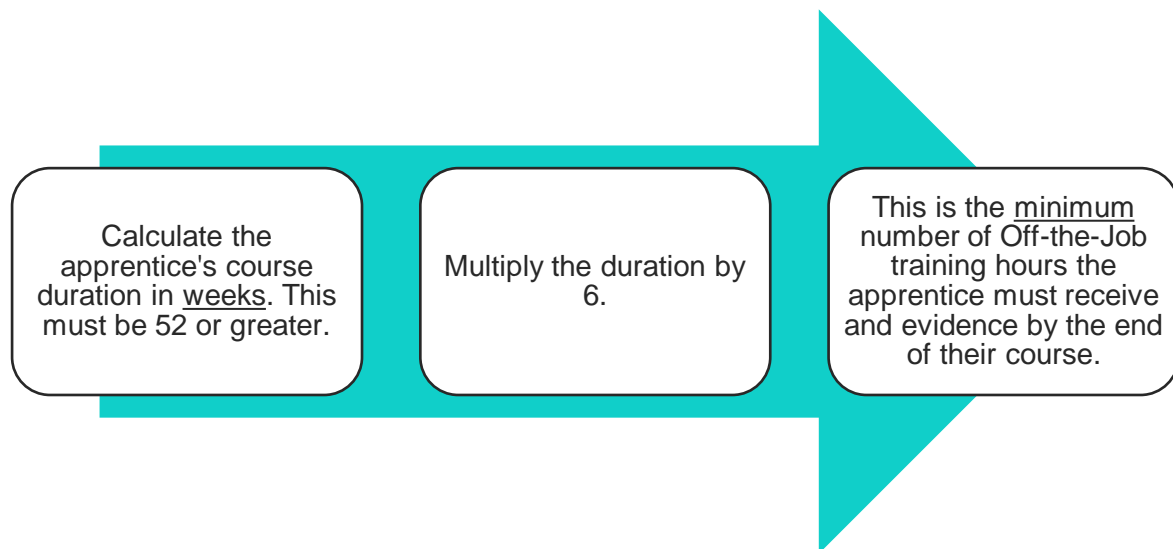 Calculate the
apprentice's course
duration in weeks. This
must be 52 or greater.
Multiply the duration by
6.
This is the minimum
number of Off-the-Job
training hours the
apprentice must receive
and evidence by the end
of their course.